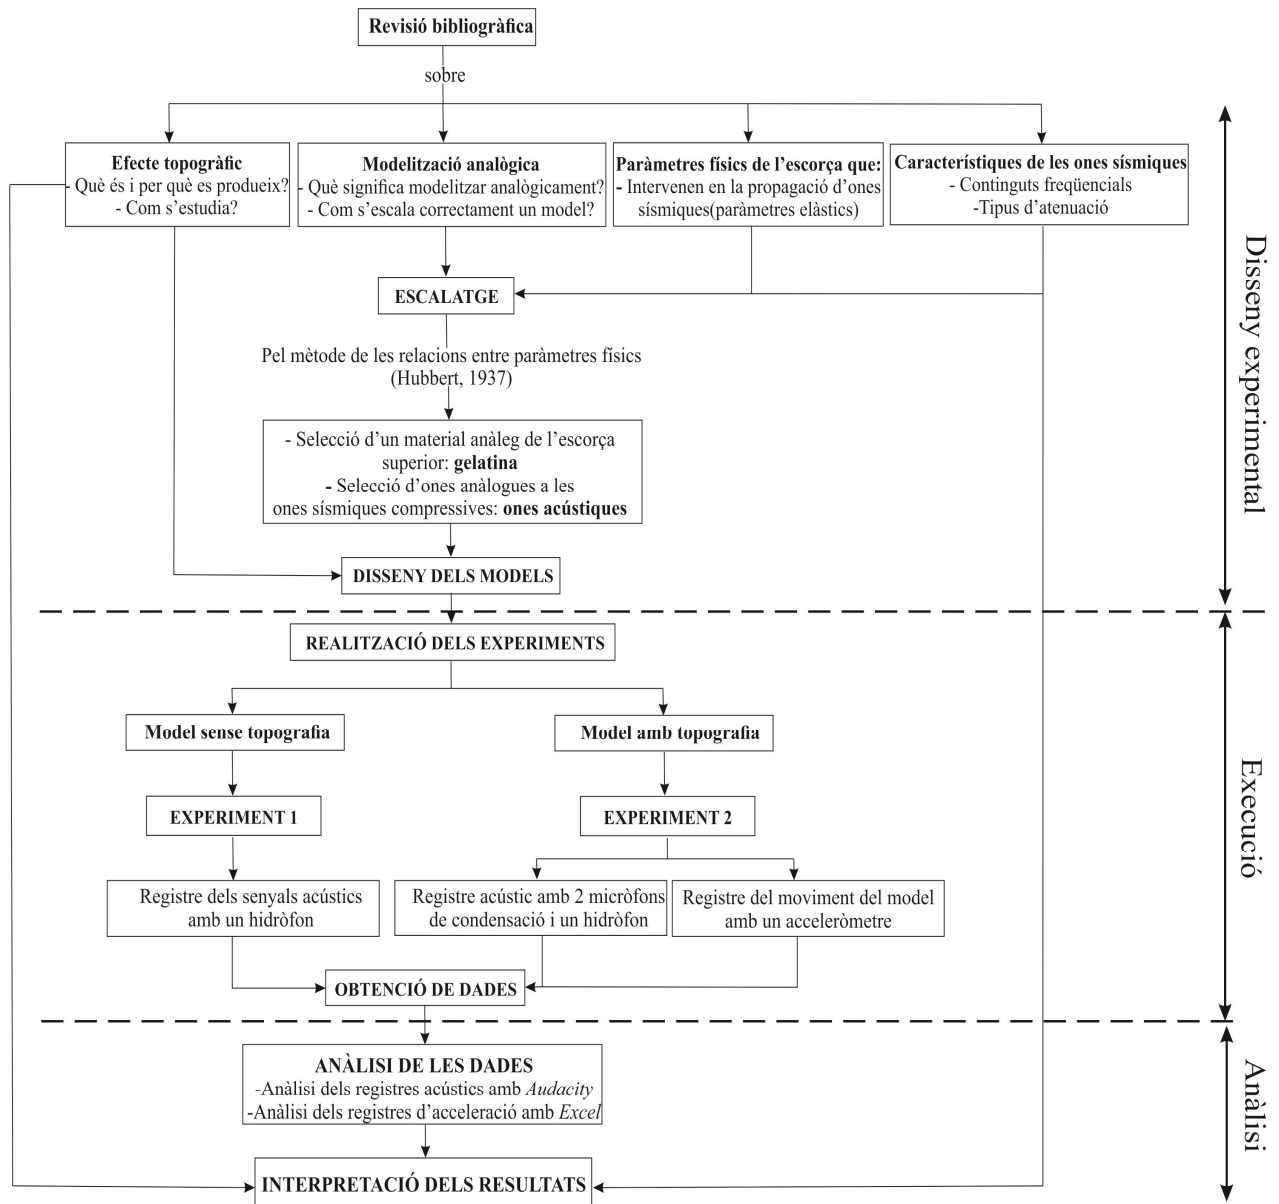 Revisió bibliogràfica
sobre
Efecte topogràfic
- Què és i per què es produeix?
- Com s'estudia?
Modelització analògica
- Què significa modelitzar analògicament?
- Com s'escala correctament un model?
Paràmetres físics de l'escorça que:
- Intervenen en la propagació d'ones
sísmiques(paràmetres elàstics)
Característiques de les ones sísmiques
- Continguts freqüencials
-Tipus d'atenuació
ESCALATGE
Pel mètode de les relacions entre paràmetres físics
(Hubbert, 1937)
- Selecció d'un material anàleg de l'escorça
superior: gelatina
- Selecció d'ones anàlogues a les
ones sísmiques compressives: ones acústiques
DISSENY DELS MODELS
Disseny experimental
REALITZACIÓ DELS EXPERIMENTS
Model sense topografia
Model amb topografia
EXPERIMENT 1
EXPERIMENT 2
Registre dels senyals acústics
amb un hidròfon
Registre acústic amb 2 micròfons
de condensació i un hidròfon
Registre del moviment del model
amb un acceleròmetre
OBTENCIÓ DE DADES
Execució
ANÀLISI DE LES DADES
-Anàlisi dels registres acústics amb Audacity
-Anàlisi dels registres d'acceleració amb Excel
INTERPRETACIÓ DELS RESULTATS
Anàlisi